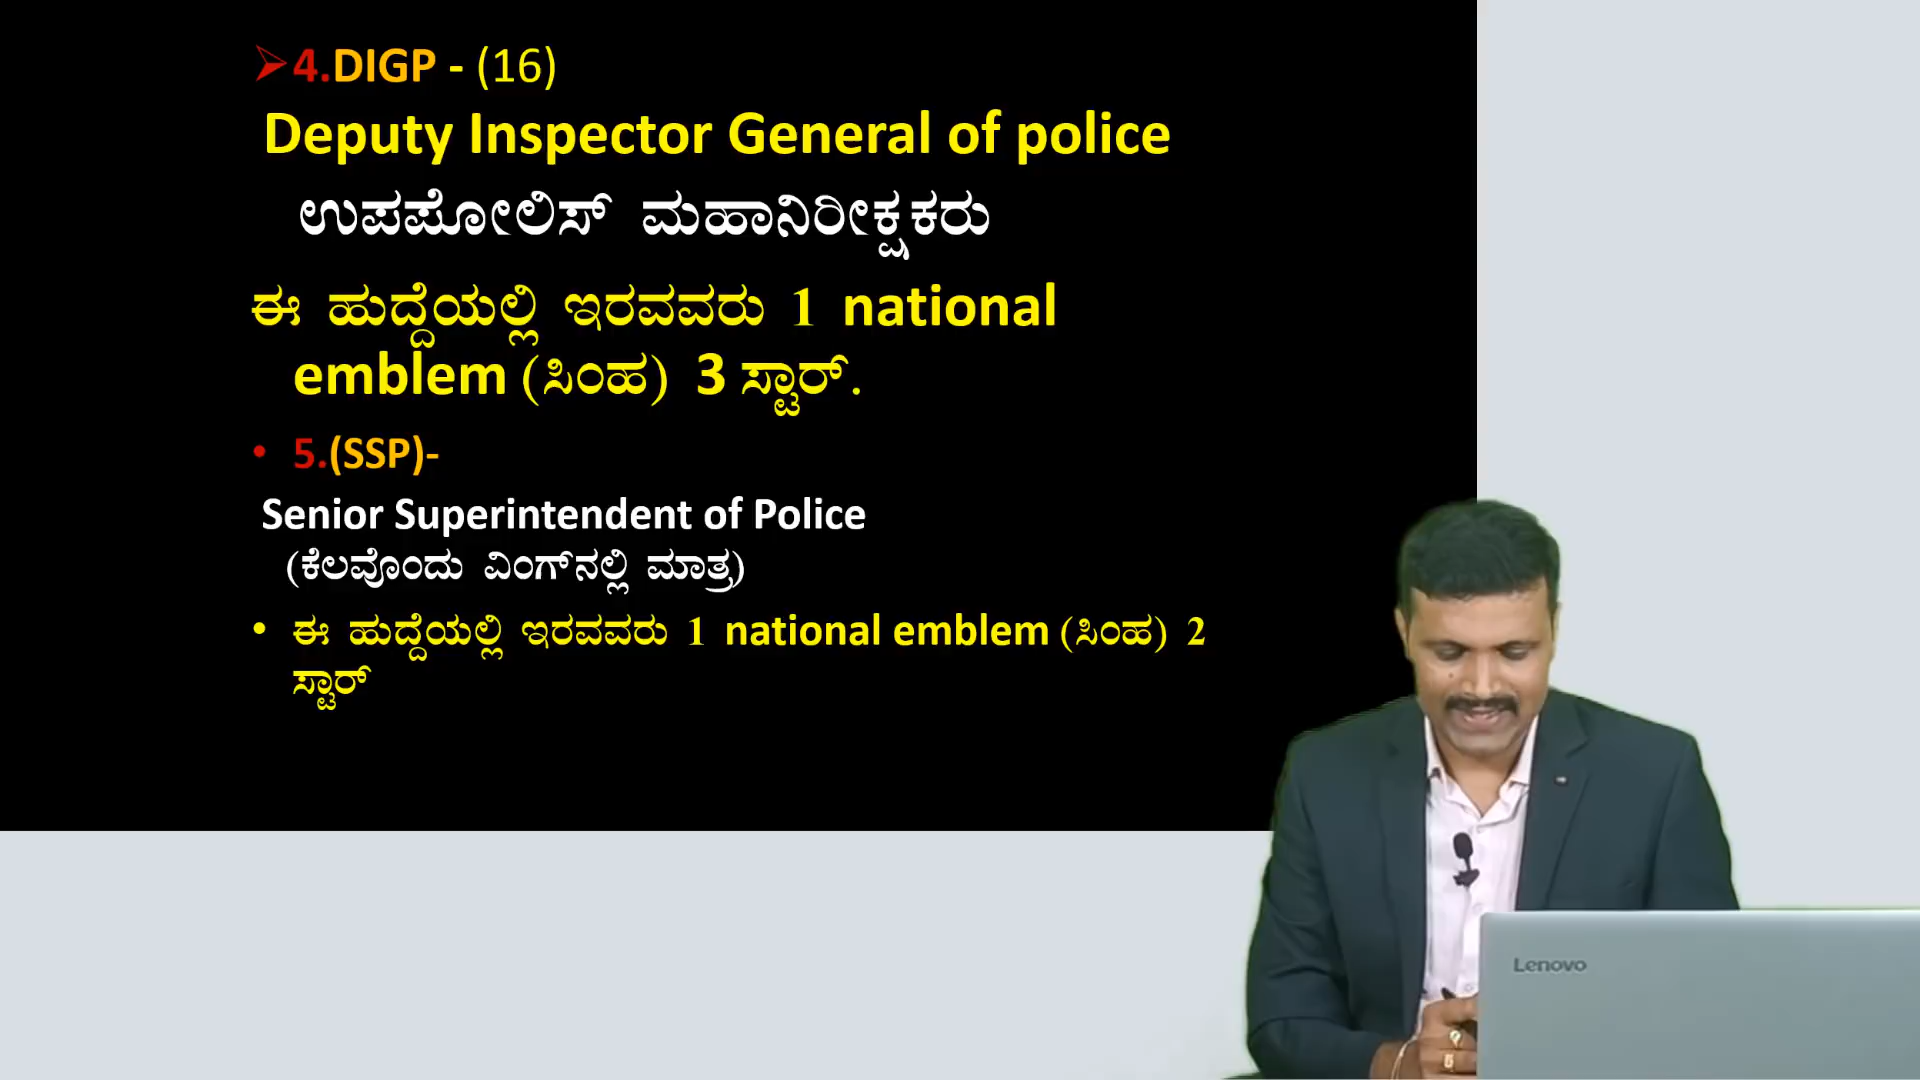 ➢4.DIGP - (16)
Deputy Inspector General of police
ಉಪಪೋಲಿಸ್ ಮಹಾನಿರೀಕ್ಷಕರು
ಈ ಹುದ್ದೆಯಲ್ಲಿ ಇರವವರು 1 national
emblem (ಸಿಂಹ) 3 ಸ್ಟಾರ್.
• 5.(SSP)-
Senior Superintendent of Police
(ಕೆಲವೊಂದು ವಿಂಗ್‌ನಲ್ಲಿ ಮಾತ್ರ)
• ಈ ಹುದ್ದೆಯಲ್ಲಿ ಇರವವರು 1 national emblem (ಸಿಂಹ) 2
ಸ್ಟಾರ್
Lenovo